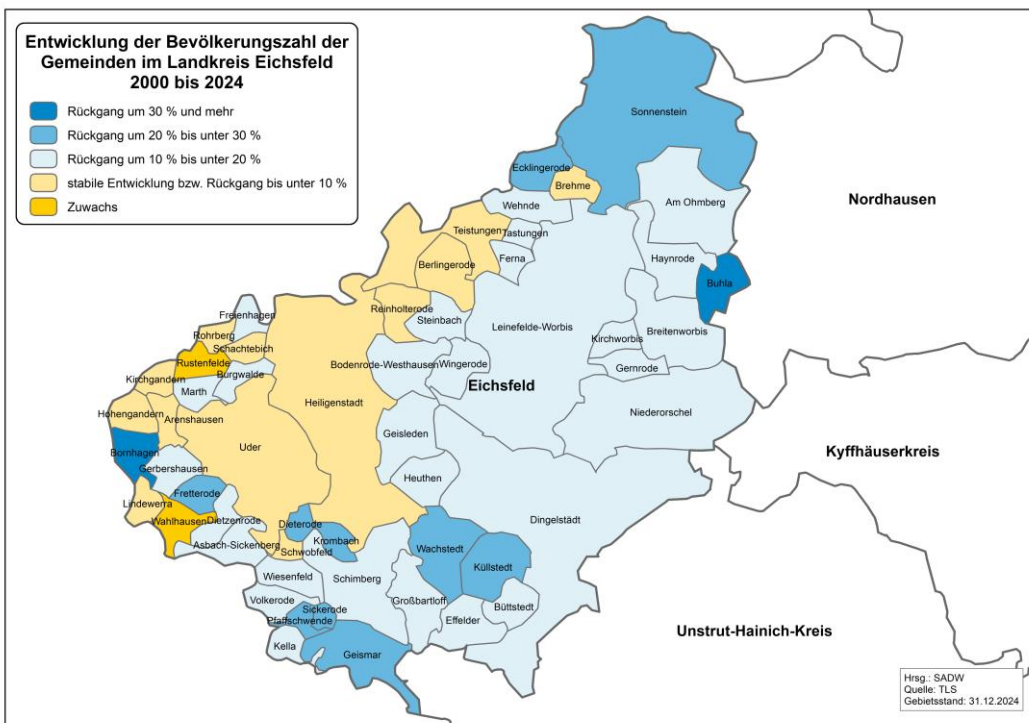 Entwicklung der Bevölkerungszahl der
Gemeinden im Landkreis Eichsfeld
2000 bis 2024
Rückgang um 30 % und mehr
Rückgang um 20 % bis unter 30 %
Rückgang um 10 % bis unter 20 %
stabile Entwicklung bzw. Rückgang bis unter 10 %
Zuwachs
Sonnenstein
Ecklingerode
Brehme
Wehnde
Am Ohmberg
Nordhausen
Teistungen
Tastungen
Ferna
Berlingerode
Haynrode
Buhla
Reinholterode
Steinbach
Leinefelde-Worbis
Kirchworbis
Breitenworbis
Freienhagen
Rohrberg
Schachtebich
Rustenfelde
Burgwalde
Bodenrode-Westhausen
Wingerode
Gernrode
Kirchgandern
Marth
Heiligenstadt
Eichsfeld
Hohengandern
Arenshausen
Niederorschel
Geisleden
Uder
Bornhagen
Gerbershausen
Kyffhäuserkreis
Heuthen
Fretterode
Lindewerra
Wahlhausen
Dietzenrode
Dieterode
Dingelstädt
Asbach-Sickenberg
Krombach
Schwobfeld
Wachstedt
Küllstedt
Wiesenfeld
Schimberg
Volkerode
Sickerode
Großbartloff
Büttstedt
Pfaffschwende
Effelder
Unstrut-Hainich-Kreis
Kella
Geismar
Hrsg.: SADW
Quelle: TLS
Gebietsstand: 31.12.2024